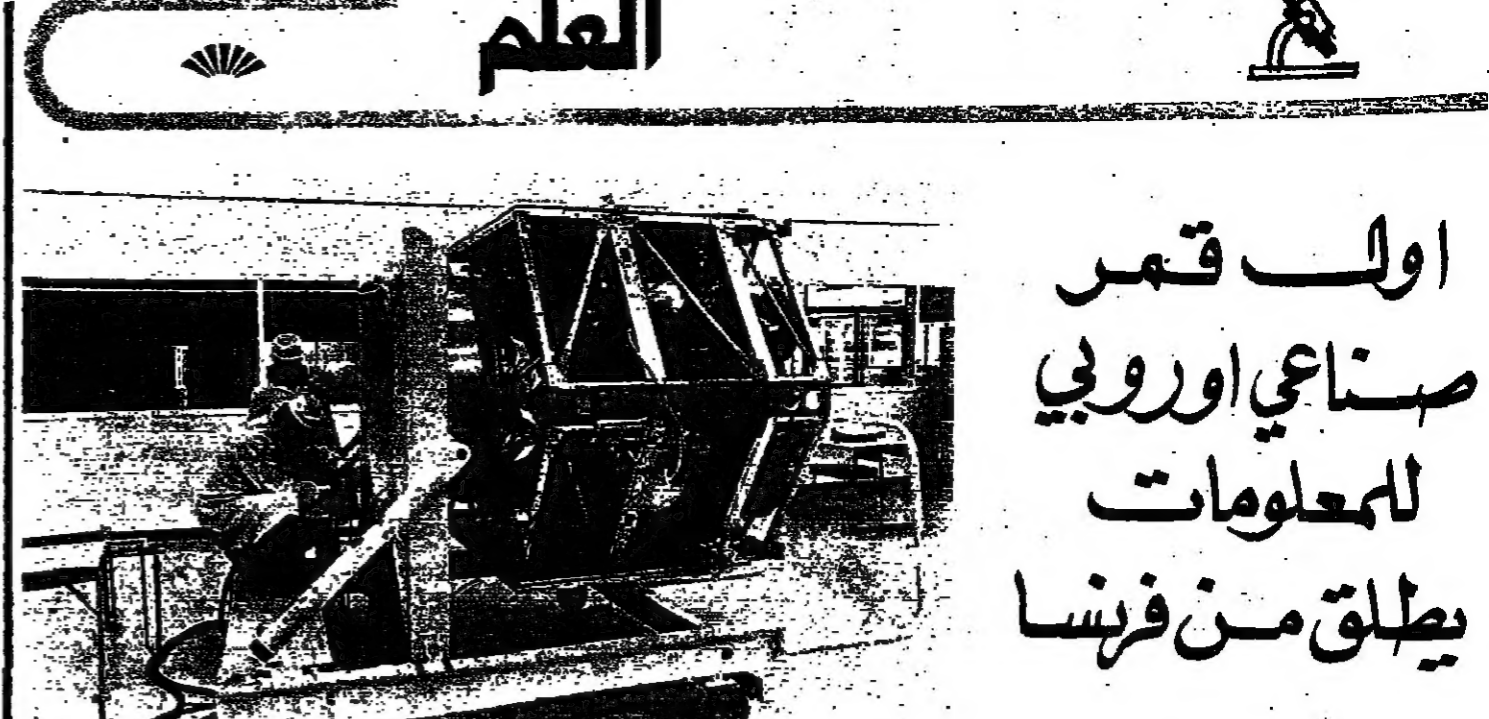 العلم
اول قمر
صناعي اوروبي
للمعلومات
يطلق من فرنسا